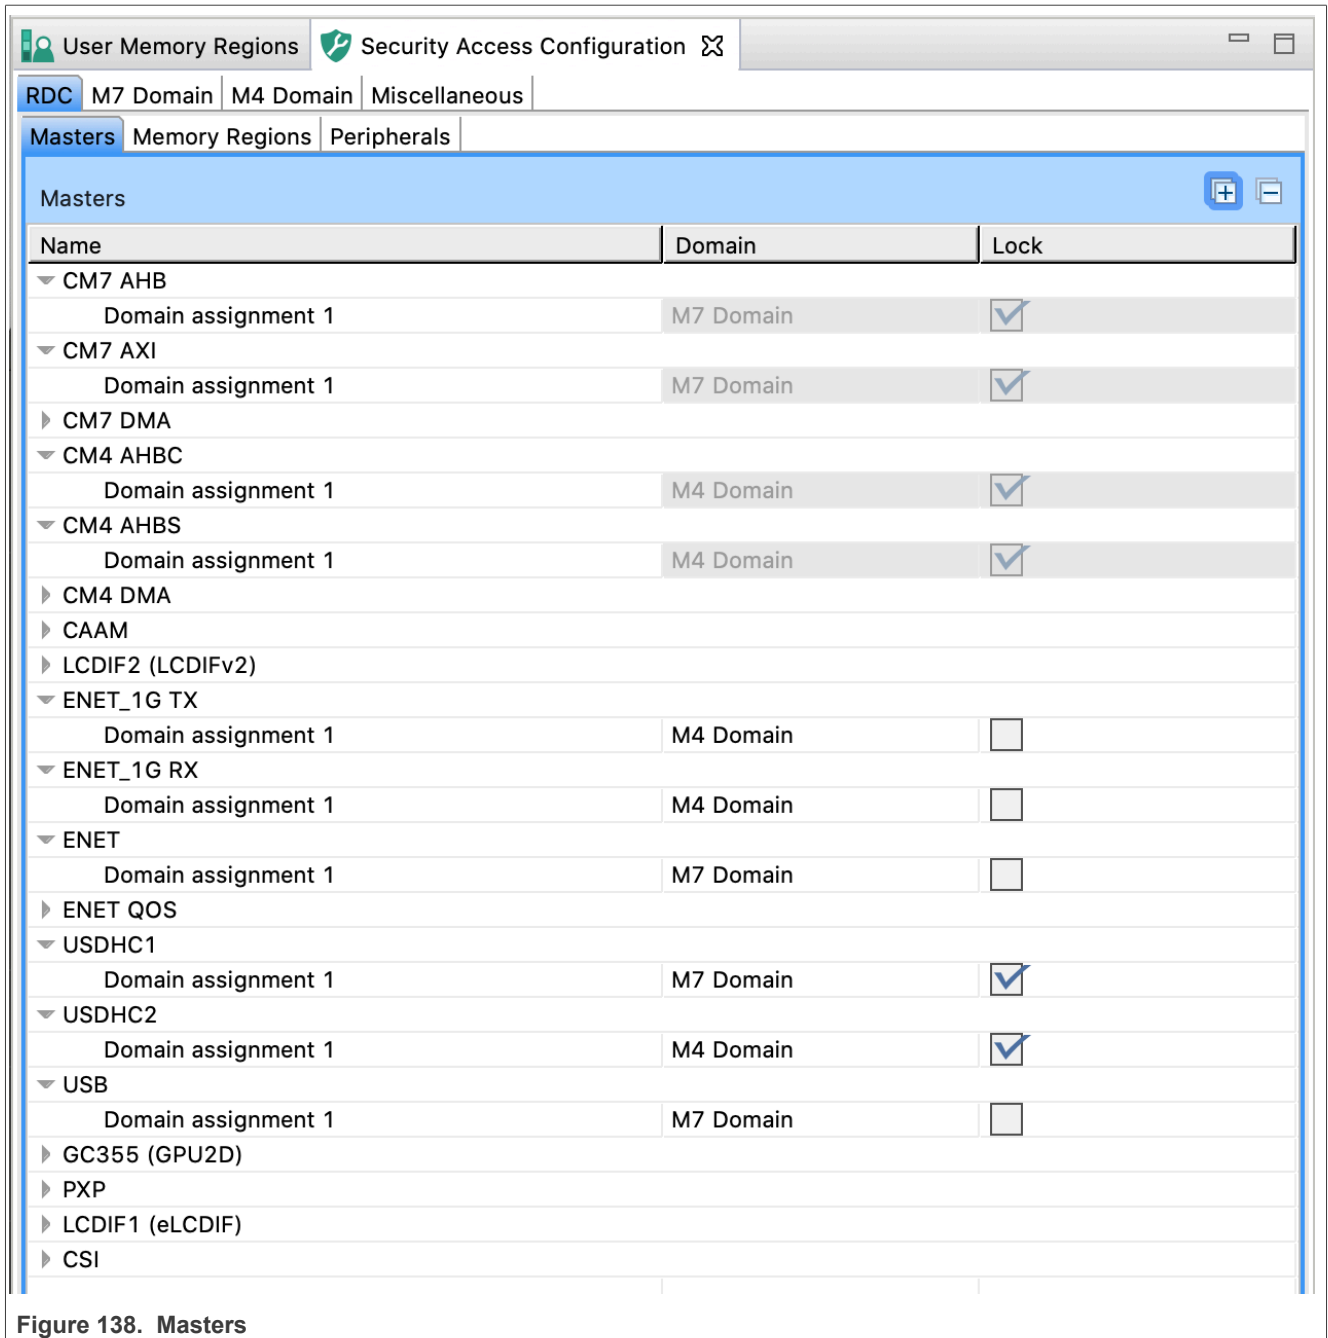 User Memory Regions Security Access Configuration
RDC M7 Domain M4 Domain Miscellaneous
Masters Memory Regions Peripherals
Masters
Name Domain Lock
CM7 AHB
Domain assignment 1 M7 Domain
CM7 AXI
Domain assignment 1 M7 Domain
CM7 DMA
CM4 AHBC
Domain assignment 1 M4 Domain
CM4 AHBS
Domain assignment 1 M4 Domain
CM4 DMA
CAAM
LCDIF2 (LCDIFv2)
ENET_1G TX
Domain assignment 1 M4 Domain
ENET_1G RX
Domain assignment 1 M4 Domain
ENET
Domain assignment 1 M7 Domain
ENET QOS
USDHC1
Domain assignment 1 M7 Domain
USDHC2
Domain assignment 1 M4 Domain
USB
Domain assignment 1 M7 Domain
GC355 (GPU2D)
PXP
LCDIF1 (eLCDIF)
CSI
Figure 138. Masters